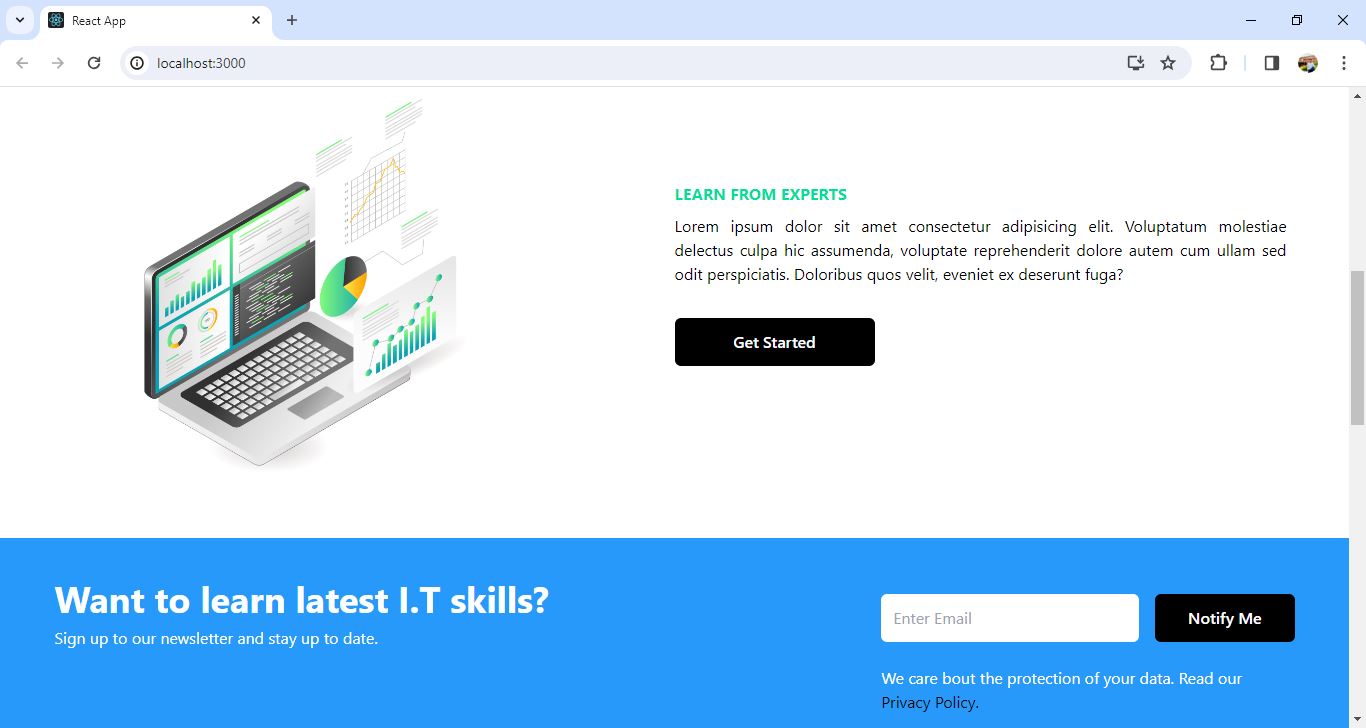 React App
localhost:3000
LEARN FROM EXPERTS
Lorem ipsum dolor sit amet consectetur adipisicing elit. Voluptatum molestiae
delectus culpa hic assumenda, voluptate reprehenderit dolore autem cum ullam sed
odit perspiciatis. Doloribus quos velit, eveniet ex deserunt fuga?
Get Started
Want to learn latest I.T skills?
Sign up to our newsletter and stay up to date.
Enter Email
Notify Me
We care bout the protection of your data. Read our
Privacy Policy.